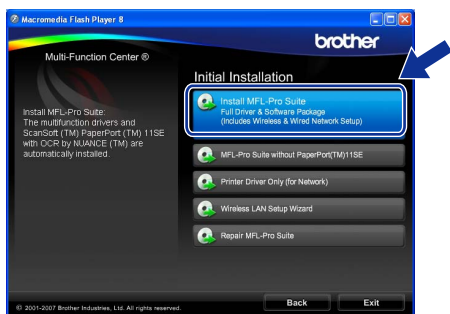 Macromedia Flash Player 8
brother
Multi-Function Center ®
Initial Installation
Install MFL-Pro Suite
Full Driver & Software Package
(Includes Wireless & Wired Network Setup)
Install MFL-Pro Suite:
The multifunction drivers and
ScanSoft (TM) PaperPort (TM) 11SE
with OCR by NUANCE (TM) are
automatically installed.
MFL-Pro Suite without PaperPort(TM)11SE
Printer Driver Only (for Network)
Wireless LAN Setup Wizard
Repair MFL-Pro Suite
© 2001-2007 Brother Industries, Ltd. All rights reserved.
Back
Exit